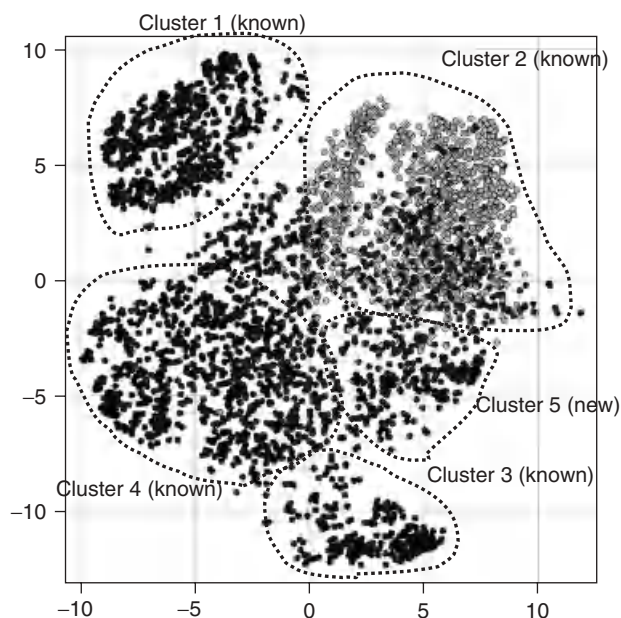 Cluster 1 (known)
Cluster 2 (known)
10
5
0
Cluster 5 (new)
−5
Cluster 3 (known)
Cluster 4 (known)
−10
−10 −5 0 5 10